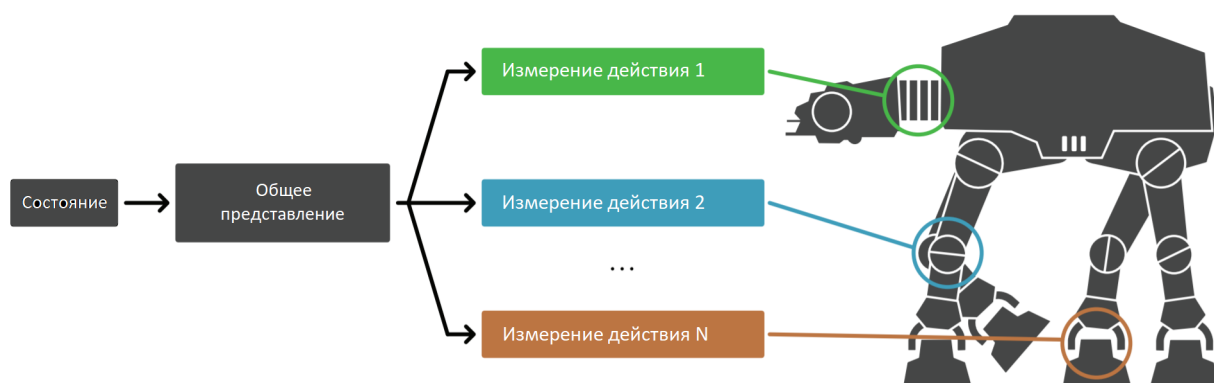 Состояние
Общее
представление
Измерение действия 1
Измерение действия 2
...
Измерение действия N